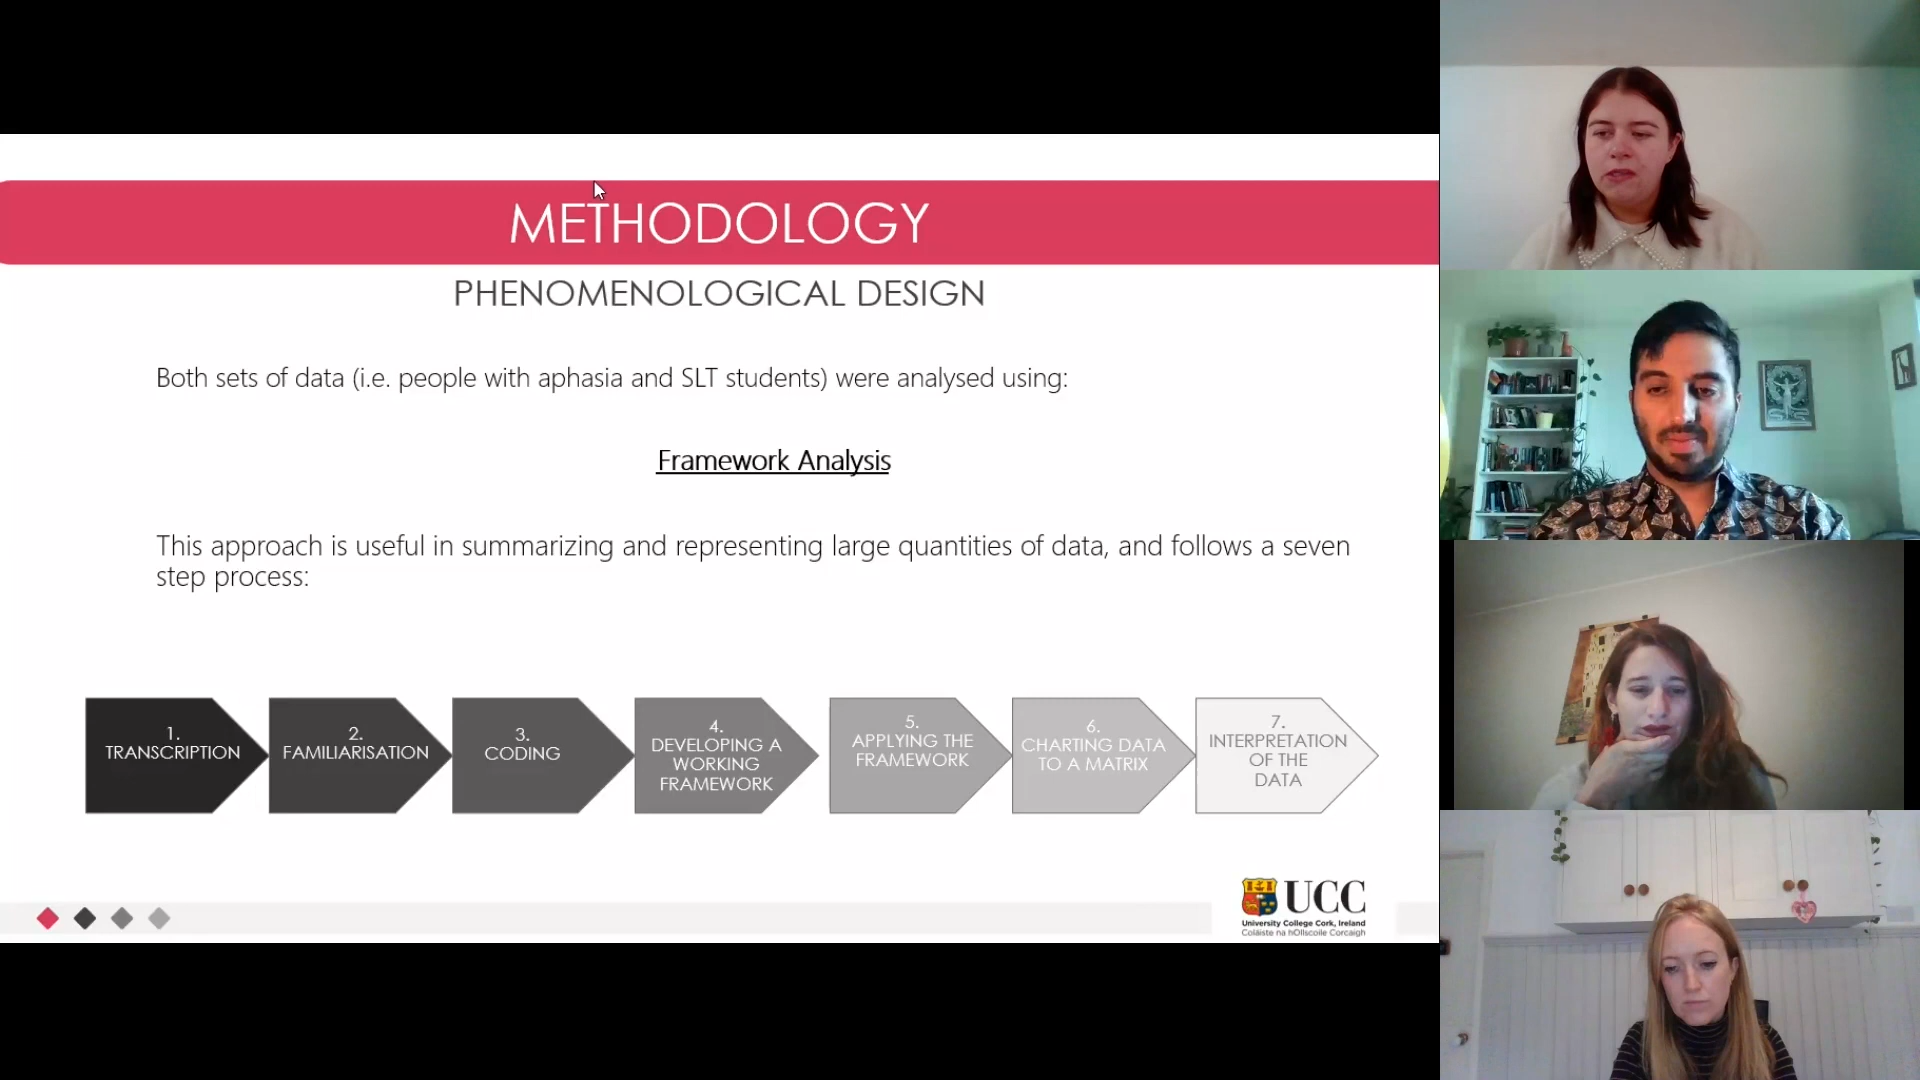 METHODOLOGY
PHENOMENOLOGICAL DESIGN
Both sets of data (i.e. people with aphasia and SLT students) were analysed using:
Framework Analysis
This approach is useful in summarizing and representing large quantities of data, and follows a seven
step process:
1.
TRANSCRIPTION
2.
FAMILIARISATION
3.
CODING
4.
DEVELOPING A
WORKING
FRAMEWORK
5.
APPLYING THE
FRAMEWORK
6.
CHARTING DATA
TO A MATRIX
7.
INTERPRETATION
OF THE
DATA
UCC
University College Cork, Ireland
Coláiste na hOllscoile Corcaigh